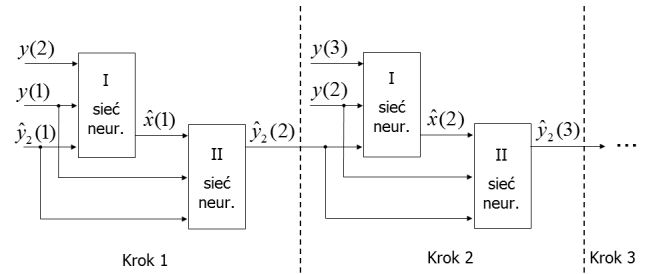 y(2)
y(1)
ŷ₂(1)
I
sieć
neur.
x̂(1)
II
sieć
neur.
ŷ₂(2)
Krok 1
y(3)
y(2)
I
sieć
neur.
x̂(2)
II
sieć
neur.
ŷ₂(3)
...
Krok 2
Krok 3